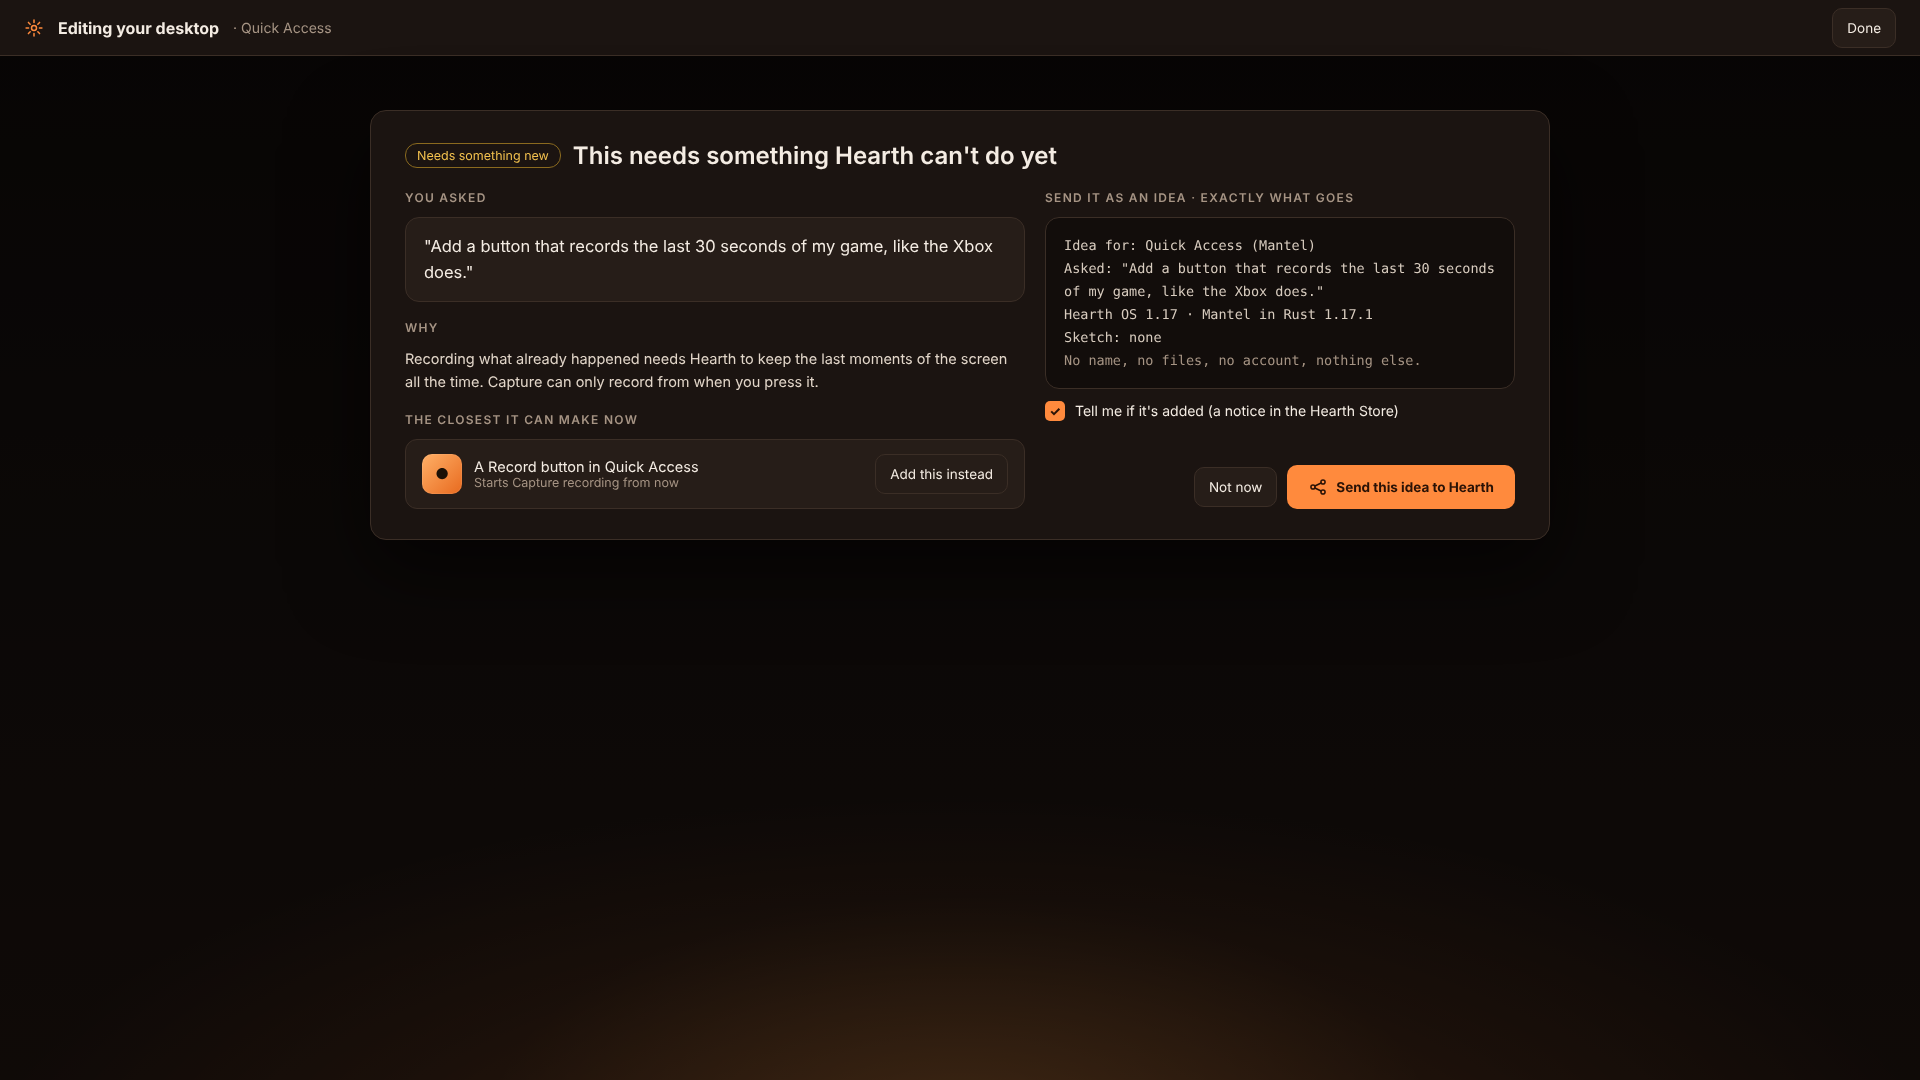 Editing your desktop · Quick Access
Done
Needs something new
This needs something Hearth can't do yet
YOU ASKED
"Add a button that records the last 30 seconds of my game, like the Xbox
does."
WHY
Recording what already happened needs Hearth to keep the last moments of the screen
all the time. Capture can only record from when you press it.
THE CLOSEST IT CAN MAKE NOW
A Record button in Quick Access
Starts Capture recording from now
Add this instead
SEND IT AS AN IDEA · EXACTLY WHAT GOES
Idea for: Quick Access (Mantel)
Asked: "Add a button that records the last 30 seconds
of my game, like the Xbox does."
Hearth OS 1.17 · Mantel in Rust 1.17.1
Sketch: none
No name, no files, no account, nothing else.
Tell me if it's added (a notice in the Hearth Store)
Not now
Send this idea to Hearth